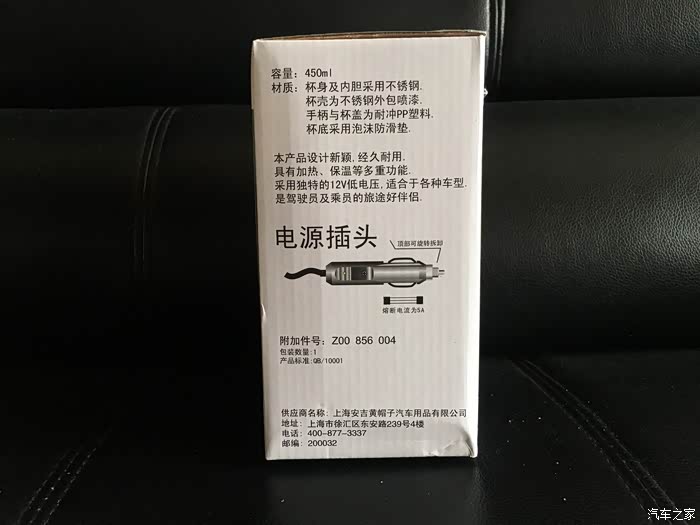 容量: 450ml
材质: 杯身及内胆采用不锈钢.
杯壳为不锈钢外包喷漆.
手柄与杯盖为耐冲PP塑料.
杯底采用泡沫防滑垫.
本产品设计新颖,经久耐用.
具有加热、保温等多重功能.
采用独特的12V低电压,适合于各种车型.
是驾驶员及乘员的旅途好伴侣.
电源插头
顶部可旋转拆卸
熔断电流为5A
附加件号: Z00 856 004
包装数量:1
产品标准:QB/10001
供应商名称: 上海安吉黄帽子汽车用品有限公司
地址: 上海市徐汇区东安路239号4楼
电话: 400-877-3337
邮编: 200032
汽车之家